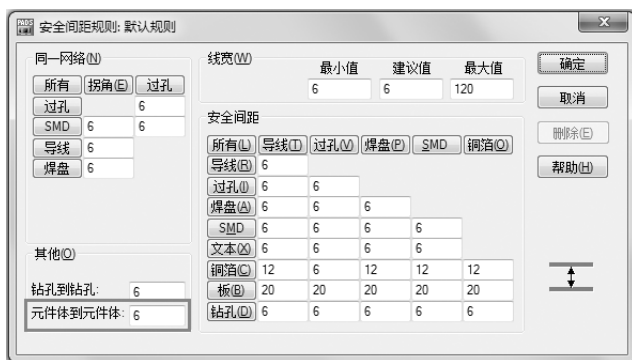 PADS 安全间距规则: 默认规则
同一网络(N)
所有 拐角(E) 过孔
过孔 6
SMD 6 6
导线 6
焊盘 6
其他(O)
钻孔到钻孔: 6
元件体到元件体: 6
线宽(W)
最小值 建议值 最大值
6 6 120
安全间距
所有(L) 导线(T) 过孔(V) 焊盘(P) SMD 铜箔(O)
导线(R) 6
过孔(I) 6 6
焊盘(A) 6 6 6
SMD 6 6 6 6
文本(X) 6 6 6 6
铜箔(C) 12 6 12 12 12
板(B) 20 20 20 20 20
钻孔(D) 6 6 6 6 6
确定
取消
删除(E)
帮助(H)